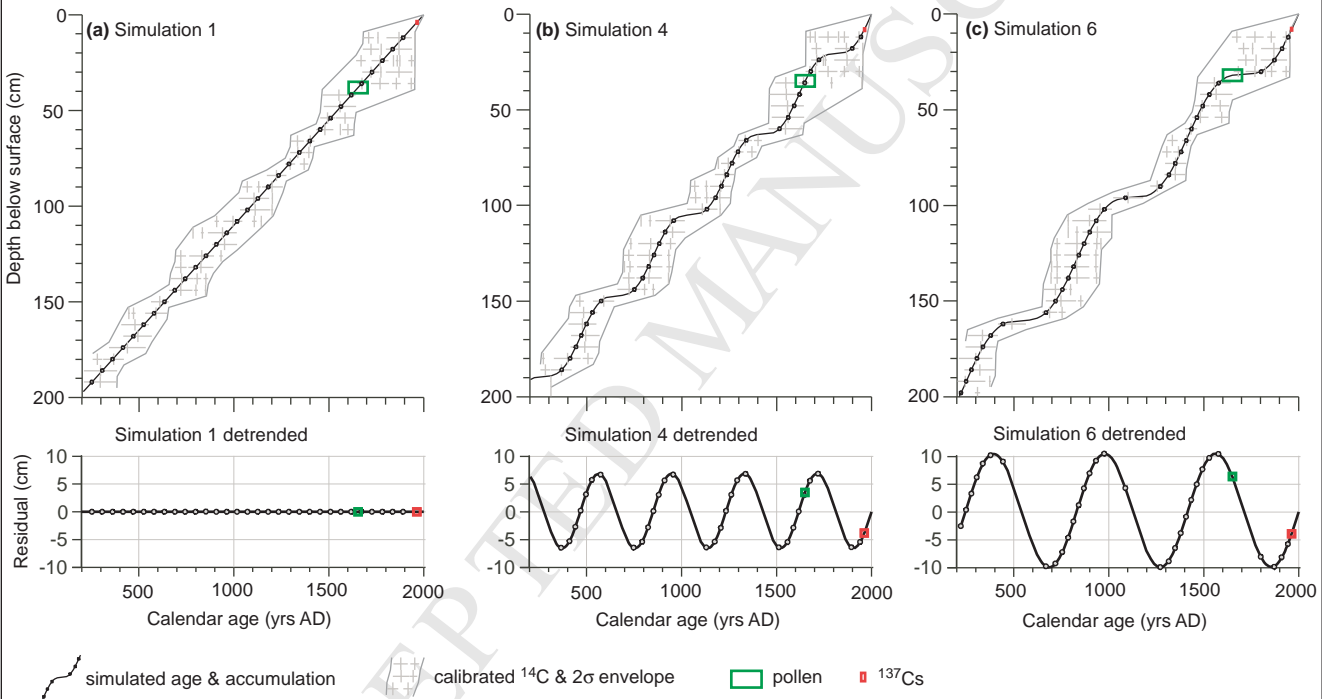 (a) Simulation 1
(b) Simulation 4
(c) Simulation 6
Depth below surface (cm)
0 0 0
50 50 50
100 100 100
150 150 150
200 200 200
Simulation 1 detrended
Simulation 4 detrended
Simulation 6 detrended
Residual (cm)
10 10 10
5 5 5
0 0 0
-5 -5 -5
-10 -10 -10
500 1000 1500 2000
500 1000 1500 2000
500 1000 1500 2000
Calendar age (yrs AD)
Calendar age (yrs AD)
Calendar age (yrs AD)
simulated age & accumulation
calibrated ¹⁴C & 2σ envelope
pollen
¹³⁷Cs
EPTED MANUSC